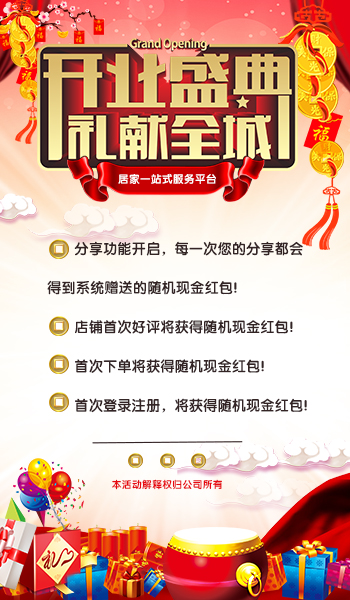 Grand Opening
开业盛典
礼献全城
居家一站式服务平台
分享功能开启，每一次您的分享都会
得到系统赠送的随机现金红包!
店铺首次好评将获得随机现金红包!
首次下单将获得随机现金红包!
首次登录注册，将获得随机现金红包!
本活动解释权归公司所有
福
礼